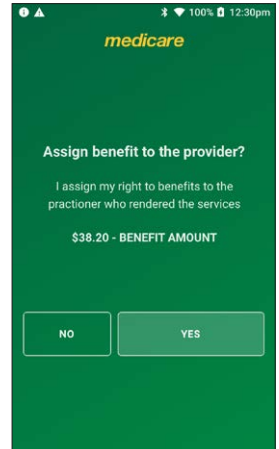 100% 12:30pm
medicare
Assign benefit to the provider?
I assign my right to benefits to the
practioner who rendered the services
$38.20 - BENEFIT AMOUNT
NO YES